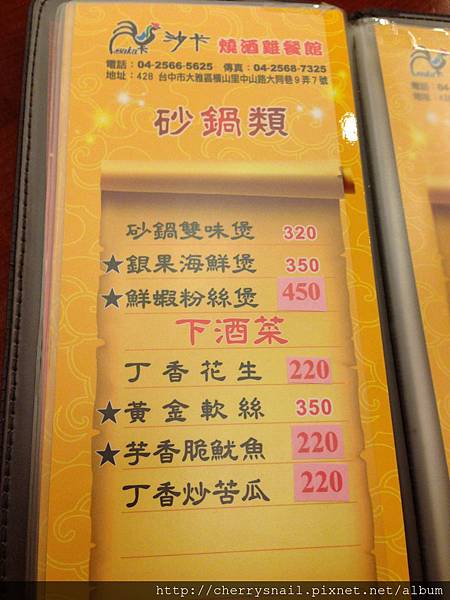 沙卡 燒酒雞餐館
電話：04-2566-5625 傳真：04-2568-7325
地址：428 台中市大雅區橫山里中山路大同巷9弄7號
砂鍋類
砂鍋雙味煲 320
★銀果海鮮煲 350
★鮮蝦粉絲煲 450
下酒菜
丁香花生 220
★黃金軟絲 350
★芋香脆魷魚 220
丁香炒苦瓜 220
http://cherrysnail.pixnet.net/album